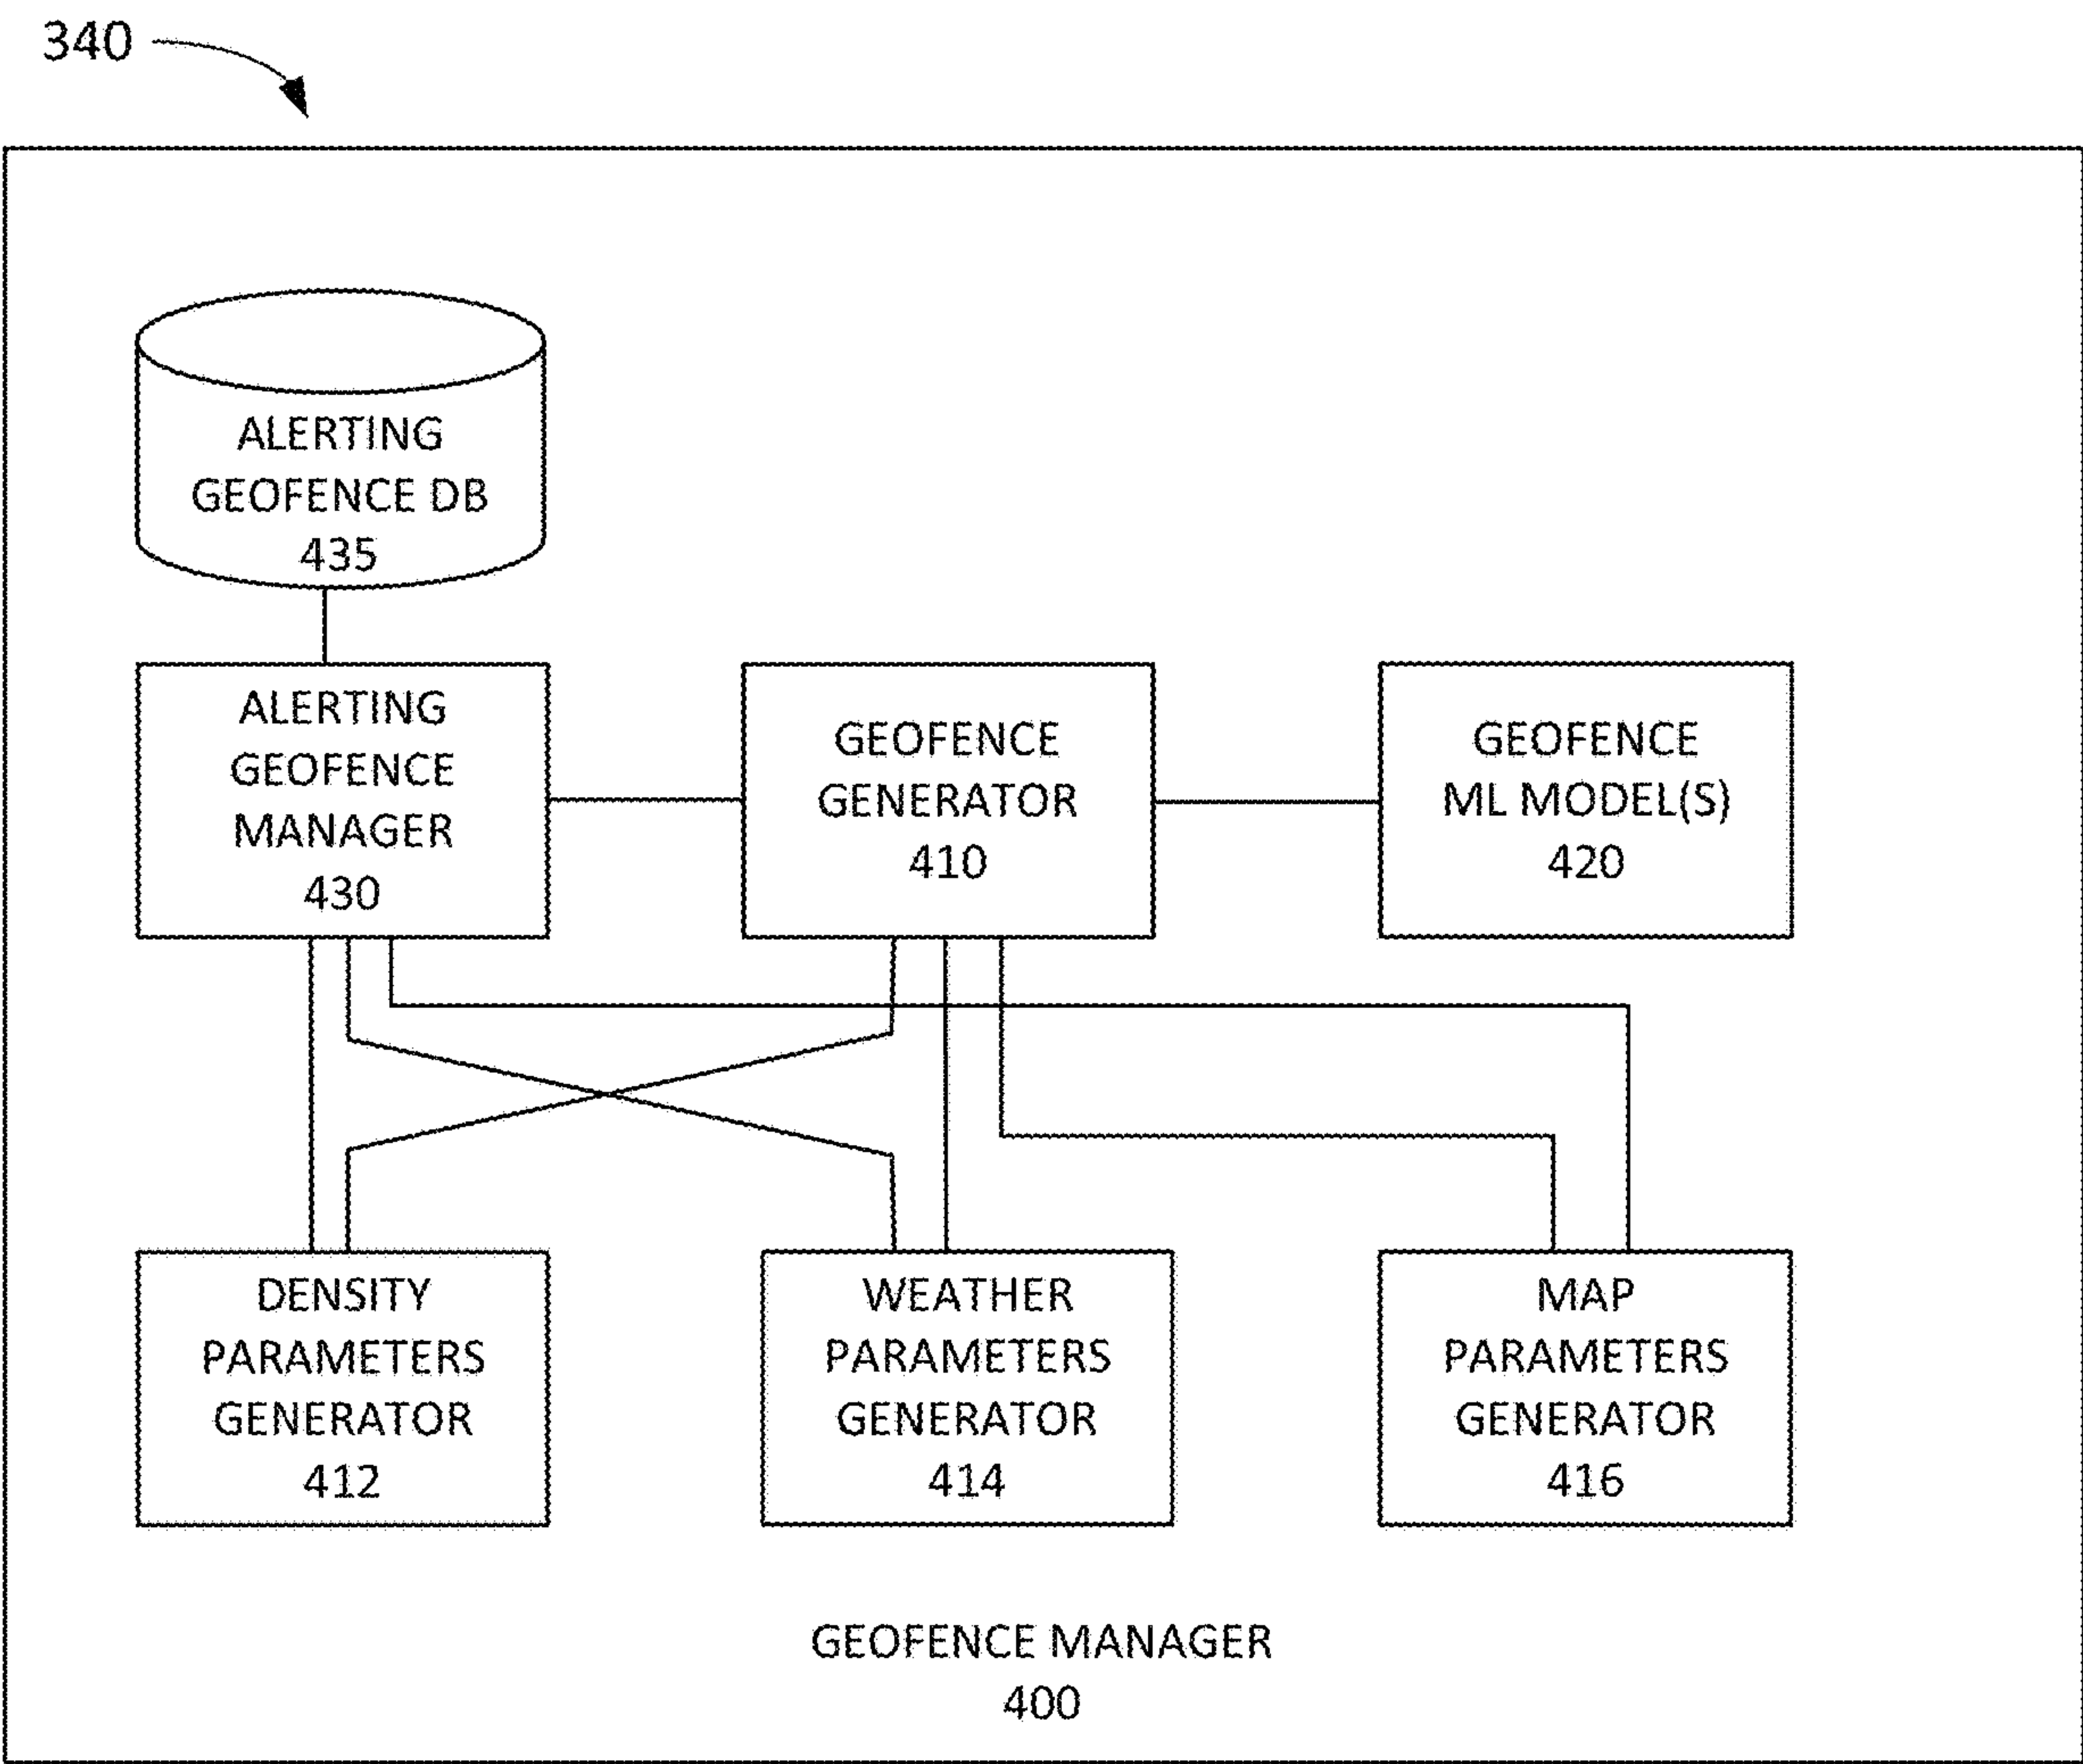 340
ALERTING
GEOFENCE DB
435
ALERTING
GEOFENCE
MANAGER
430
GEOFENCE
GENERATOR
410
GEOFENCE
ML MODEL(S)
420
DENSITY
PARAMETERS
GENERATOR
412
WEATHER
PARAMETERS
GENERATOR
414
MAP
PARAMETERS
GENERATOR
416
GEOFENCE MANAGER
400